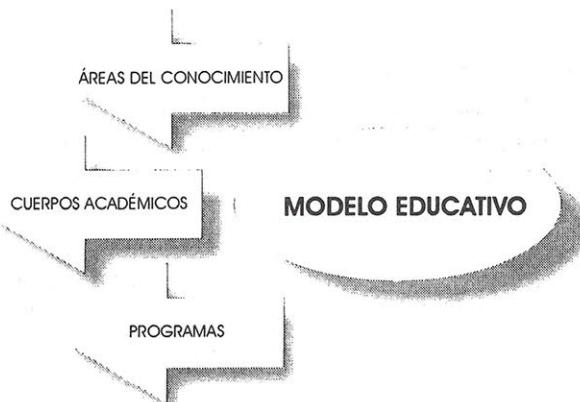 ÁREAS DEL CONOCIMIENTO
CUERPOS ACADÉMICOS
MODELO EDUCATIVO
PROGRAMAS